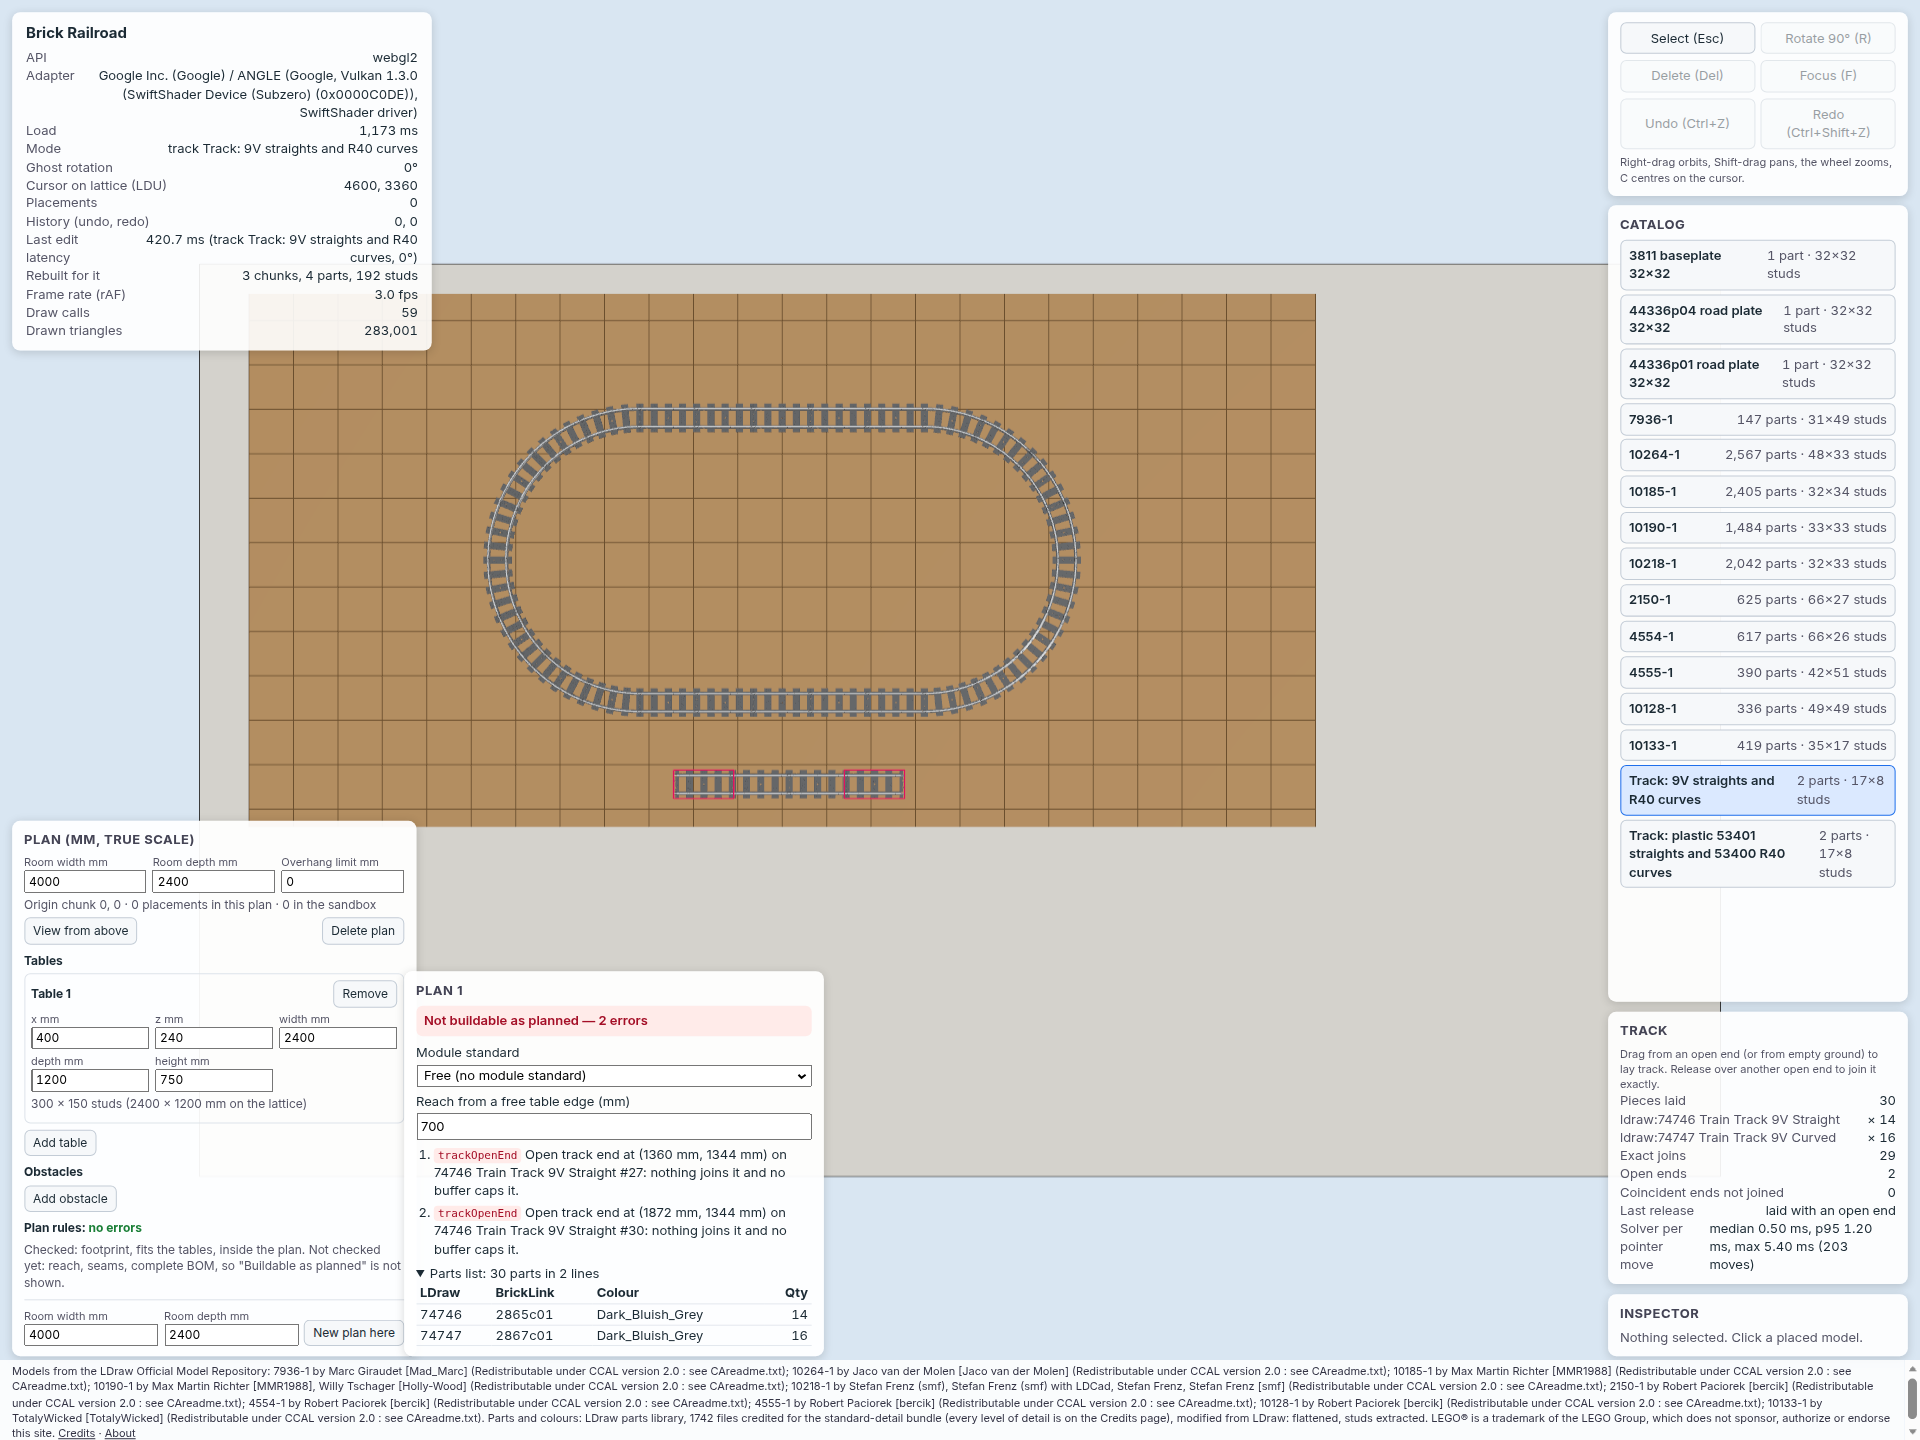 Brick Railroad
API webgl2
Adapter Google Inc. (Google) / ANGLE (Google, Vulkan 1.3.0
(SwiftShader Device (Subzero) (0x0000C0DE)),
SwiftShader driver)
Load 1,173 ms
Mode track Track: 9V straights and R40 curves
Ghost rotation 0°
Cursor on lattice (LDU) 4600, 3360
Placements 0
History (undo, redo) 0, 0
Last edit 420.7 ms (track Track: 9V straights and R40
latency curves, 0°)
Rebuilt for it 3 chunks, 4 parts, 192 studs
Frame rate (rAF) 3.0 fps
Draw calls 59
Drawn triangles 283,001
PLAN (MM, TRUE SCALE)
Room width mm Room depth mm Overhang limit mm
4000 2400 0
Origin chunk 0, 0 · 0 placements in this plan · 0 in the sandbox
View from above Delete plan
Tables
Table 1 Remove
x mm z mm width mm
400 240 2400
depth mm height mm
1200 750
300 × 150 studs (2400 × 1200 mm on the lattice)
Add table
Obstacles
Add obstacle
Plan rules: no errors
Checked: footprint, fits the tables, inside the plan. Not checked
yet: reach, seams, complete BOM, so "Buildable as planned" is not
shown.
Room width mm Room depth mm
4000 2400 New plan here
PLAN 1
Not buildable as planned — 2 errors
Module standard
Free (no module standard)
Reach from a free table edge (mm)
700
1. trackOpenEnd Open track end at (1360 mm, 1344 mm) on
74746 Train Track 9V Straight #27: nothing joins it and no
buffer caps it.
2. trackOpenEnd Open track end at (1872 mm, 1344 mm) on
74746 Train Track 9V Straight #30: nothing joins it and no
buffer caps it.
▼ Parts list: 30 parts in 2 lines
LDraw BrickLink Colour Qty
74746 2865c01 Dark_Bluish_Grey 14
74747 2867c01 Dark_Bluish_Grey 16
Select (Esc) Rotate 90° (R)
Delete (Del) Focus (F)
Undo (Ctrl+Z) Redo
(Ctrl+Shift+Z)
Right-drag orbits, Shift-drag pans, the wheel zooms,
C centres on the cursor.
CATALOG
3811 baseplate 1 part · 32×32
32×32 studs
44336p04 road plate 1 part · 32×32
32×32 studs
44336p01 road plate 1 part · 32×32
32×32 studs
7936-1 147 parts · 31×49 studs
10264-1 2,567 parts · 48×33 studs
10185-1 2,405 parts · 32×34 studs
10190-1 1,484 parts · 33×33 studs
10218-1 2,042 parts · 32×33 studs
2150-1 625 parts · 66×27 studs
4554-1 617 parts · 66×26 studs
4555-1 390 parts · 42×51 studs
10128-1 336 parts · 49×49 studs
10133-1 419 parts · 35×17 studs
Track: 9V straights and 2 parts · 17×8
R40 curves studs
Track: plastic 53401 2 parts ·
straights and 53400 R40 17×8
curves studs
TRACK
Drag from an open end (or from empty ground) to
lay track. Release over another open end to join it
exactly.
Pieces laid 30
ldraw:74746 Train Track 9V Straight × 14
ldraw:74747 Train Track 9V Curved × 16
Exact joins 29
Open ends 2
Coincident ends not joined 0
Last release laid with an open end
Solver per median 0.50 ms, p95 1.20
pointer ms, max 5.40 ms (203
move moves)
INSPECTOR
Nothing selected. Click a placed model.
Models from the LDraw Official Model Repository: 7936-1 by Marc Giraudet [Mad_Marc] (Redistributable under CCAL version 2.0 : see CAreadme.txt); 10264-1 by Jaco van der Molen [Jaco van der Molen] (Redistributable under CCAL version 2.0 : see CAreadme.txt); 10185-1 by Max Martin Richter [MMR1988] (Redistributable under CCAL version 2.0 : see
CAreadme.txt); 10190-1 by Max Martin Richter [MMR1988], Willy Tschager [Holly-Wood] (Redistributable under CCAL version 2.0 : see CAreadme.txt); 10218-1 by Stefan Frenz (smf), Stefan Frenz (smf) with LDCad, Stefan Frenz, Stefan Frenz [smf] (Redistributable under CCAL version 2.0 : see CAreadme.txt); 2150-1 by Robert Paciorek [bercik] (Redistributable
under CCAL version 2.0 : see CAreadme.txt); 4554-1 by Robert Paciorek [bercik] (Redistributable under CCAL version 2.0 : see CAreadme.txt); 4555-1 by Robert Paciorek [bercik] (Redistributable under CCAL version 2.0 : see CAreadme.txt); 10128-1 by Robert Paciorek [bercik] (Redistributable under CCAL version 2.0 : see CAreadme.txt); 10133-1 by
TotalyWicked [TotalyWicked] (Redistributable under CCAL version 2.0 : see CAreadme.txt). Parts and colours: LDraw parts library, 1742 files credited for the standard-detail bundle (every level of detail is on the Credits page), modified from LDraw: flattened, studs extracted. LEGO® is a trademark of the LEGO Group, which does not sponsor, authorize or endorse
this site. Credits · About